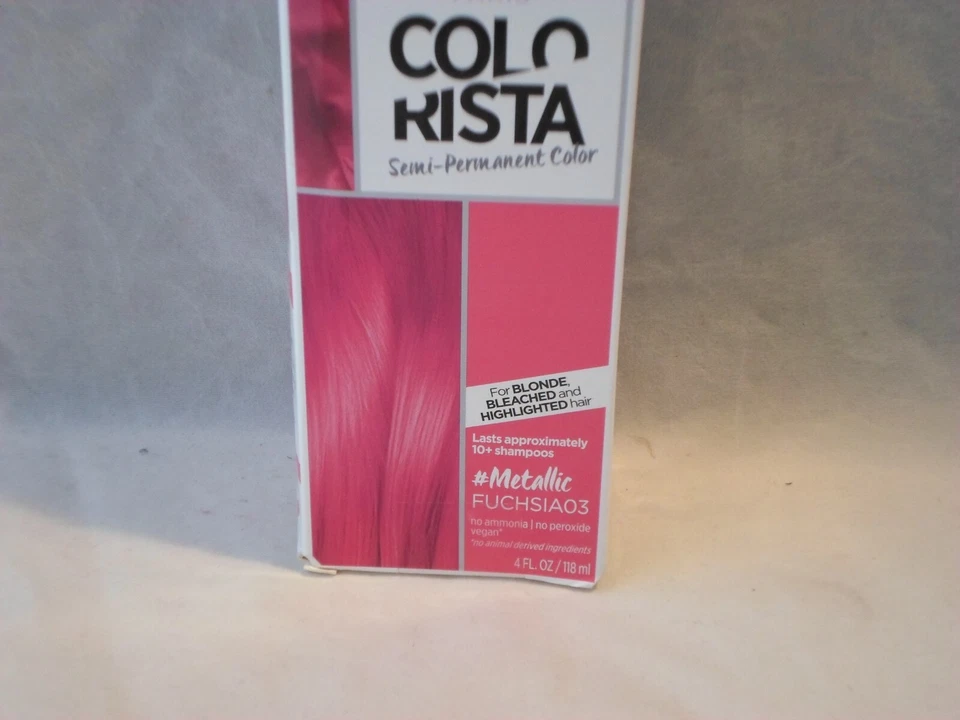 COLO
RISTA
Semi-Permanent Color
For BLONDE,
BLEACHED and
HIGHLIGHTED hair
Lasts approximately
10+ shampoos
#Metallic
FUCHSIA03
no ammonia | no peroxide
vegan*
*no animal derived ingredients
4 FL. OZ / 118 ml